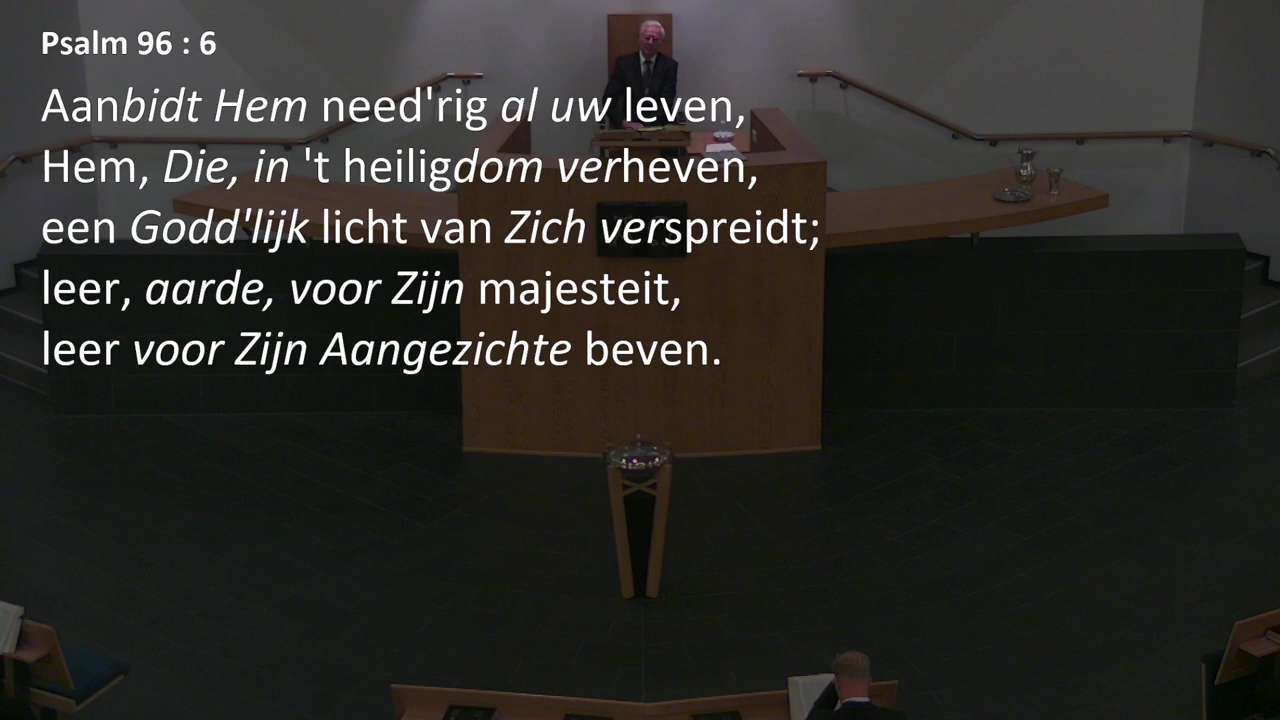 Psalm 96 : 6
Aanbidt Hem need'rig al uw leven,
Hem, Die, in 't heiligdom verheven,
een Godd'lijk licht van Zich verspreidt;
leer, aarde, voor Zijn majesteit,
leer voor Zijn Aangezichte beven.